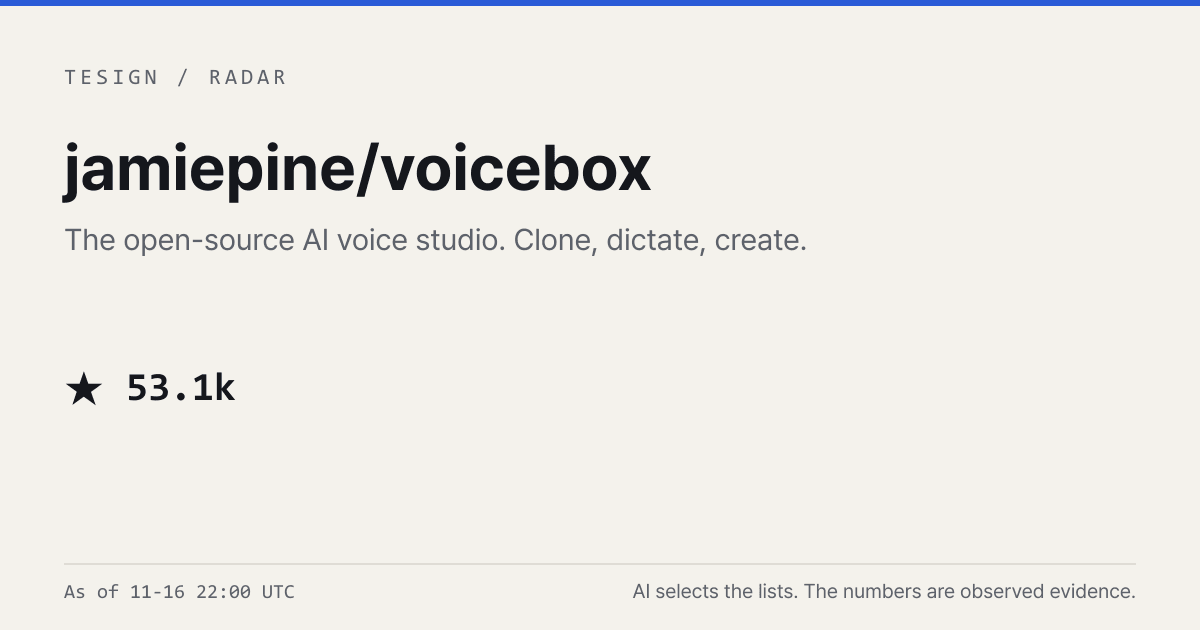 TESIGN / RADAR
jamiepine/voicebox
The open-source AI voice studio. Clone, dictate, create.
★ 53.1k
As of 11-16 22:00 UTC
AI selects the lists. The numbers are observed evidence.